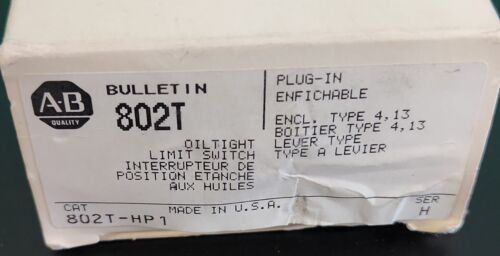 A-B
QUALITY
BULLETIN
802T
OILTIGHT
LIMIT SWITCH
INTERRUPTEUR DE
POSITION ETANCHE
AUX HUILES
PLUG-IN
ENFICHABLE
ENCL. TYPE 4,13
BOITIER TYPE 4,13
LEVER TYPE
TYPE A LEVIER
CAT
802T-HP1
MADE IN U.S.A.
SER
H